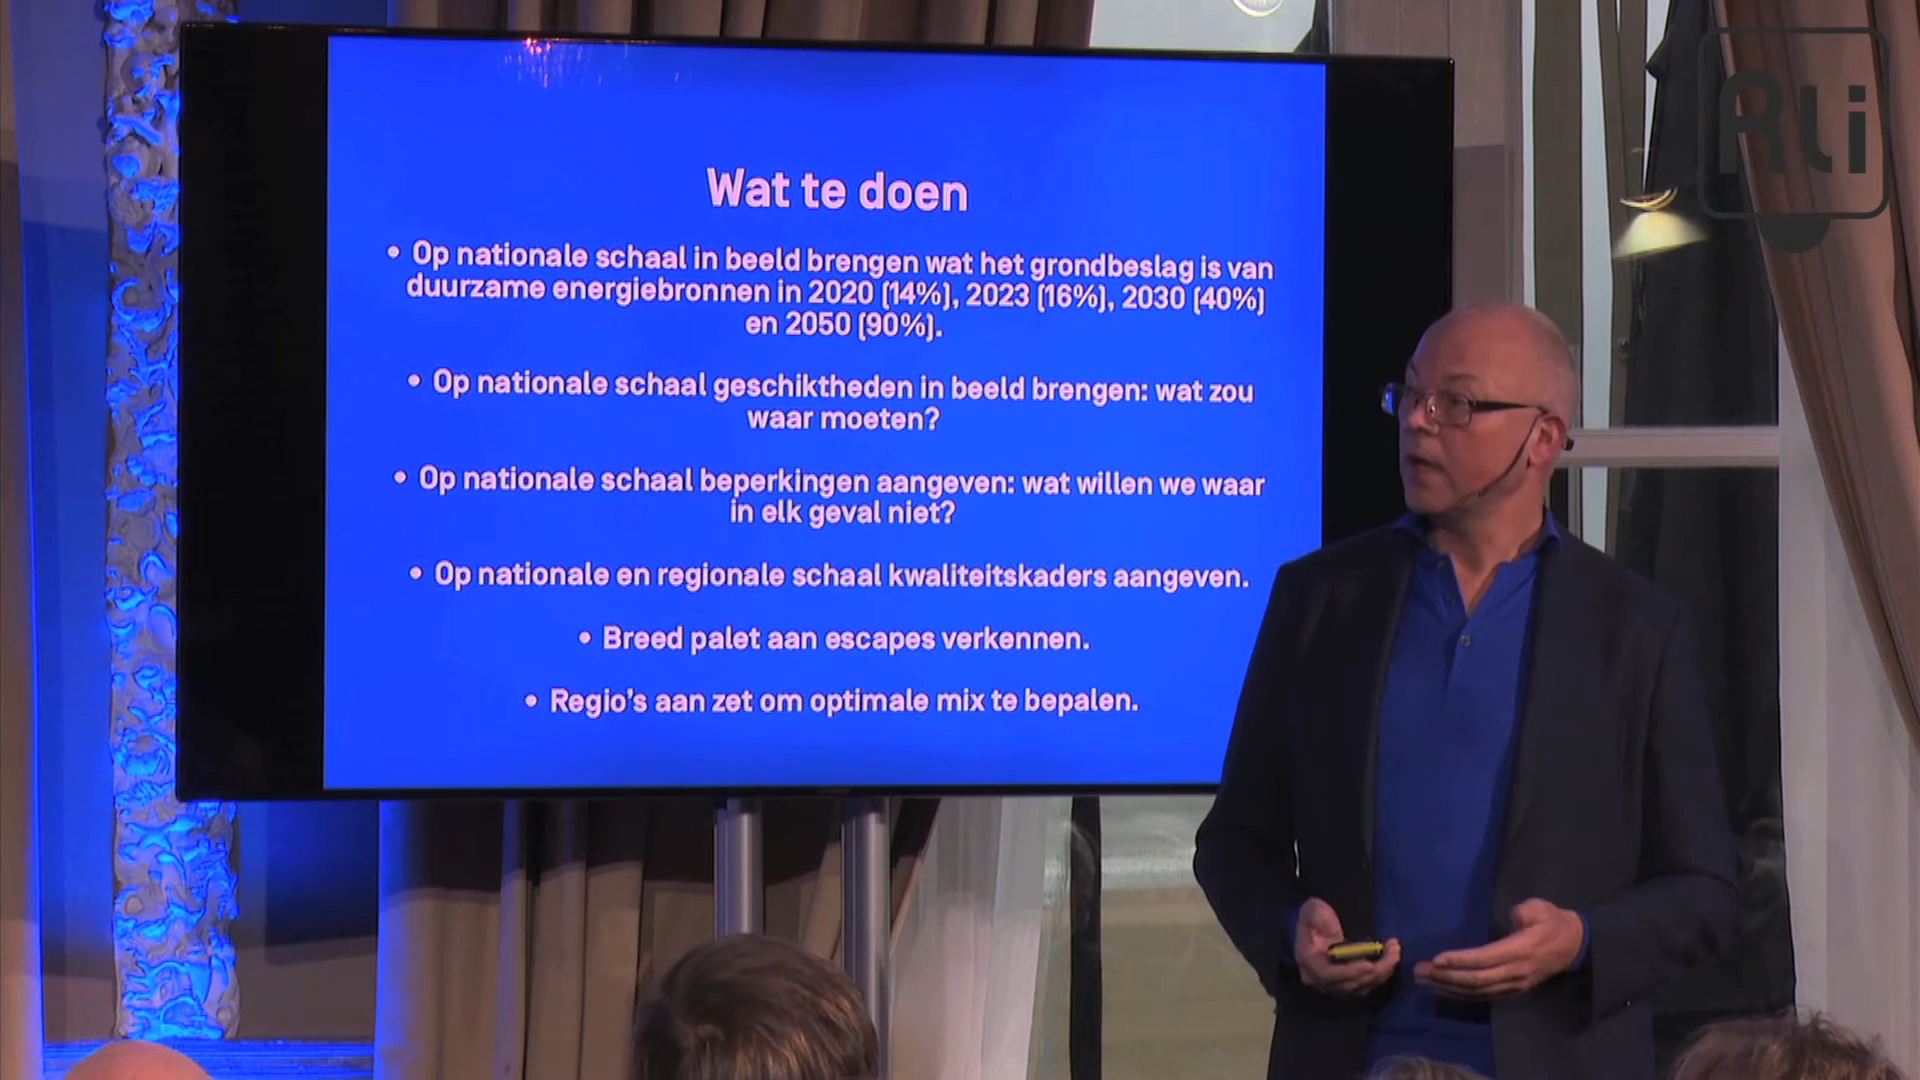 Rli
Wat te doen
• Op nationale schaal in beeld brengen wat het grondbeslag is van
duurzame energiebronnen in 2020 (14%), 2023 (16%), 2030 (40%)
en 2050 (90%).
• Op nationale schaal geschiktheden in beeld brengen: wat zou
waar moeten?
• Op nationale schaal beperkingen aangeven: wat willen we waar
in elk geval niet?
• Op nationale en regionale schaal kwaliteitskaders aangeven.
• Breed palet aan escapes verkennen.
• Regio's aan zet om optimale mix te bepalen.